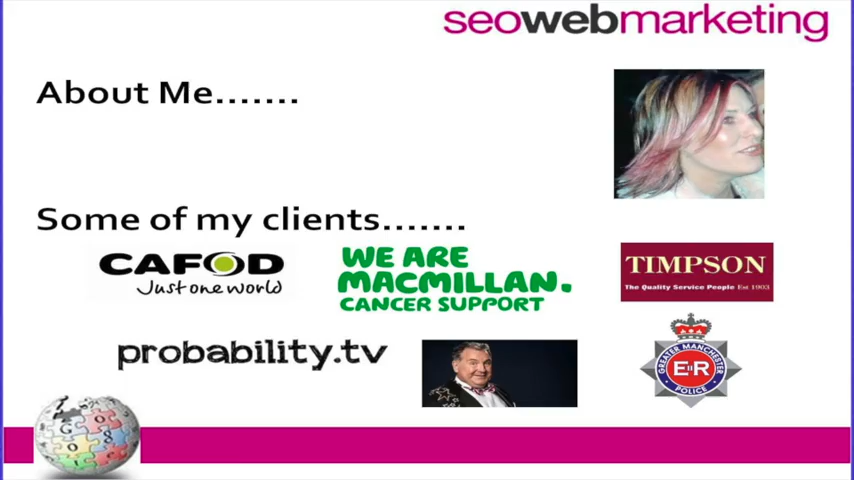 seowebmarketing
About Me.......
Some of my clients.......
CAFOD
Just one world
WE ARE
MACMILLAN.
CANCER SUPPORT
TIMPSON
The Quality Service People Est 1903
probability.tv
GREATER MANCHESTER
EIIR
POLICE